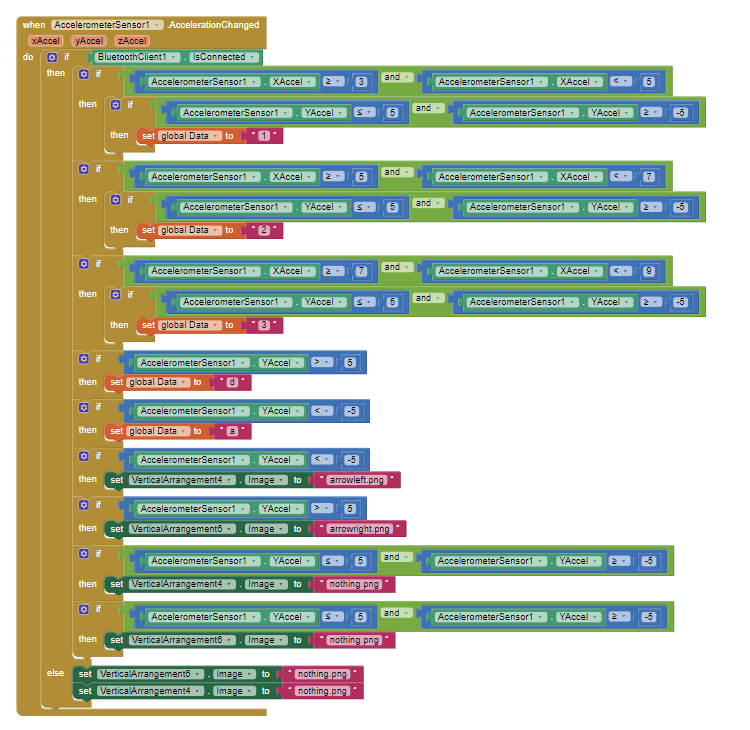 when AccelerometerSensor1 .AccelerationChanged
xAccel yAccel zAccel
do if BluetoothClient1 . IsConnected
then if AccelerometerSensor1 . XAccel ≥ 3 and AccelerometerSensor1 . XAccel < 5
then if AccelerometerSensor1 . YAccel ≤ 5 and AccelerometerSensor1 . YAccel ≥ -5
then set global Data to " 1 "
if AccelerometerSensor1 . XAccel ≥ 5 and AccelerometerSensor1 . XAccel < 7
then if AccelerometerSensor1 . YAccel ≤ 5 and AccelerometerSensor1 . YAccel ≥ -5
then set global Data to " 2 "
if AccelerometerSensor1 . XAccel ≥ 7 and AccelerometerSensor1 . XAccel < 9
then if AccelerometerSensor1 . YAccel ≤ 5 and AccelerometerSensor1 . YAccel ≥ -5
then set global Data to " 3 "
if AccelerometerSensor1 . YAccel > 5
then set global Data to " d "
if AccelerometerSensor1 . YAccel < -5
then set global Data to " a "
if AccelerometerSensor1 . YAccel < -5
then set VerticalArrangement4 . Image to " arrowleft.png "
if AccelerometerSensor1 . YAccel > 5
then set VerticalArrangement6 . Image to " arrowright.png "
if AccelerometerSensor1 . YAccel ≤ 5 and AccelerometerSensor1 . YAccel ≥ -5
then set VerticalArrangement4 . Image to " nothing.png "
if AccelerometerSensor1 . YAccel ≤ 5 and AccelerometerSensor1 . YAccel ≥ -5
then set VerticalArrangement6 . Image to " nothing.png "
else set VerticalArrangement6 . Image to " nothing.png "
set VerticalArrangement4 . Image to " nothing.png "